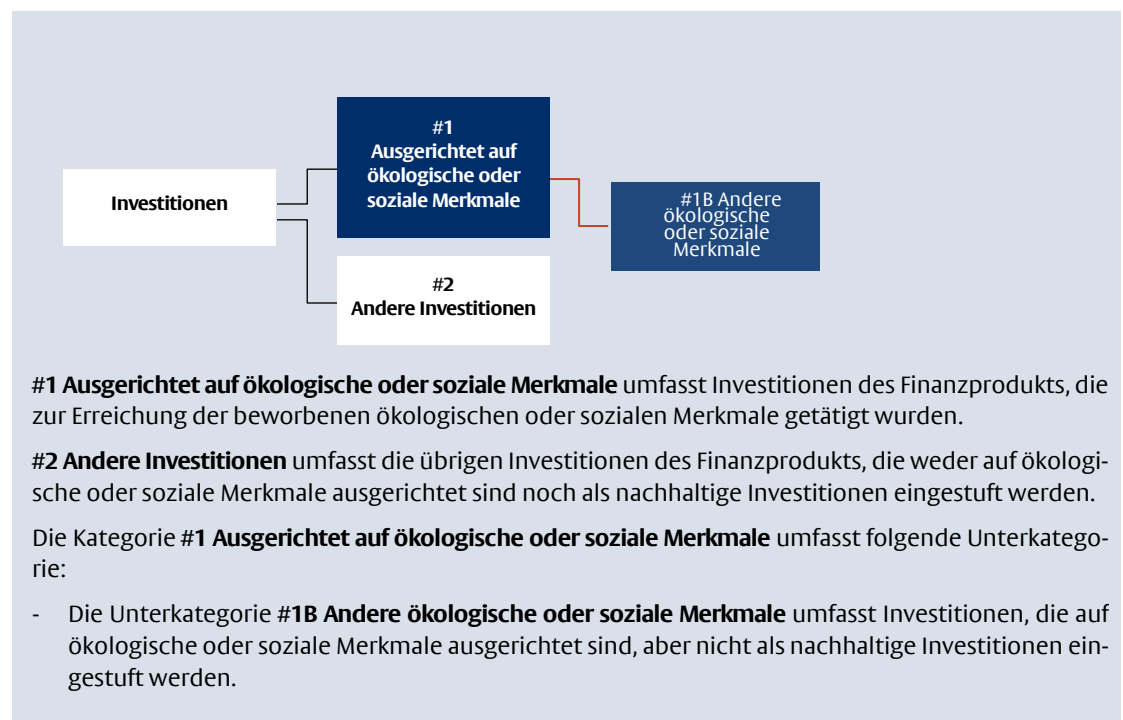 #1
Ausgerichtet auf
ökologische oder
soziale Merkmale
Investitionen
#1B Andere
ökologische
oder soziale
Merkmale
#2
Andere Investitionen
#1 Ausgerichtet auf ökologische oder soziale Merkmale umfasst Investitionen des Finanzprodukts, die
zur Erreichung der beworbenen ökologischen oder sozialen Merkmale getätigt wurden.
#2 Andere Investitionen umfasst die übrigen Investitionen des Finanzprodukts, die weder auf ökologi-
sche oder soziale Merkmale ausgerichtet sind noch als nachhaltige Investitionen eingestuft werden.
Die Kategorie #1 Ausgerichtet auf ökologische oder soziale Merkmale umfasst folgende Unterkatego-
rie:
- Die Unterkategorie #1B Andere ökologische oder soziale Merkmale umfasst Investitionen, die auf
ökologische oder soziale Merkmale ausgerichtet sind, aber nicht als nachhaltige Investitionen ein-
gestuft werden.